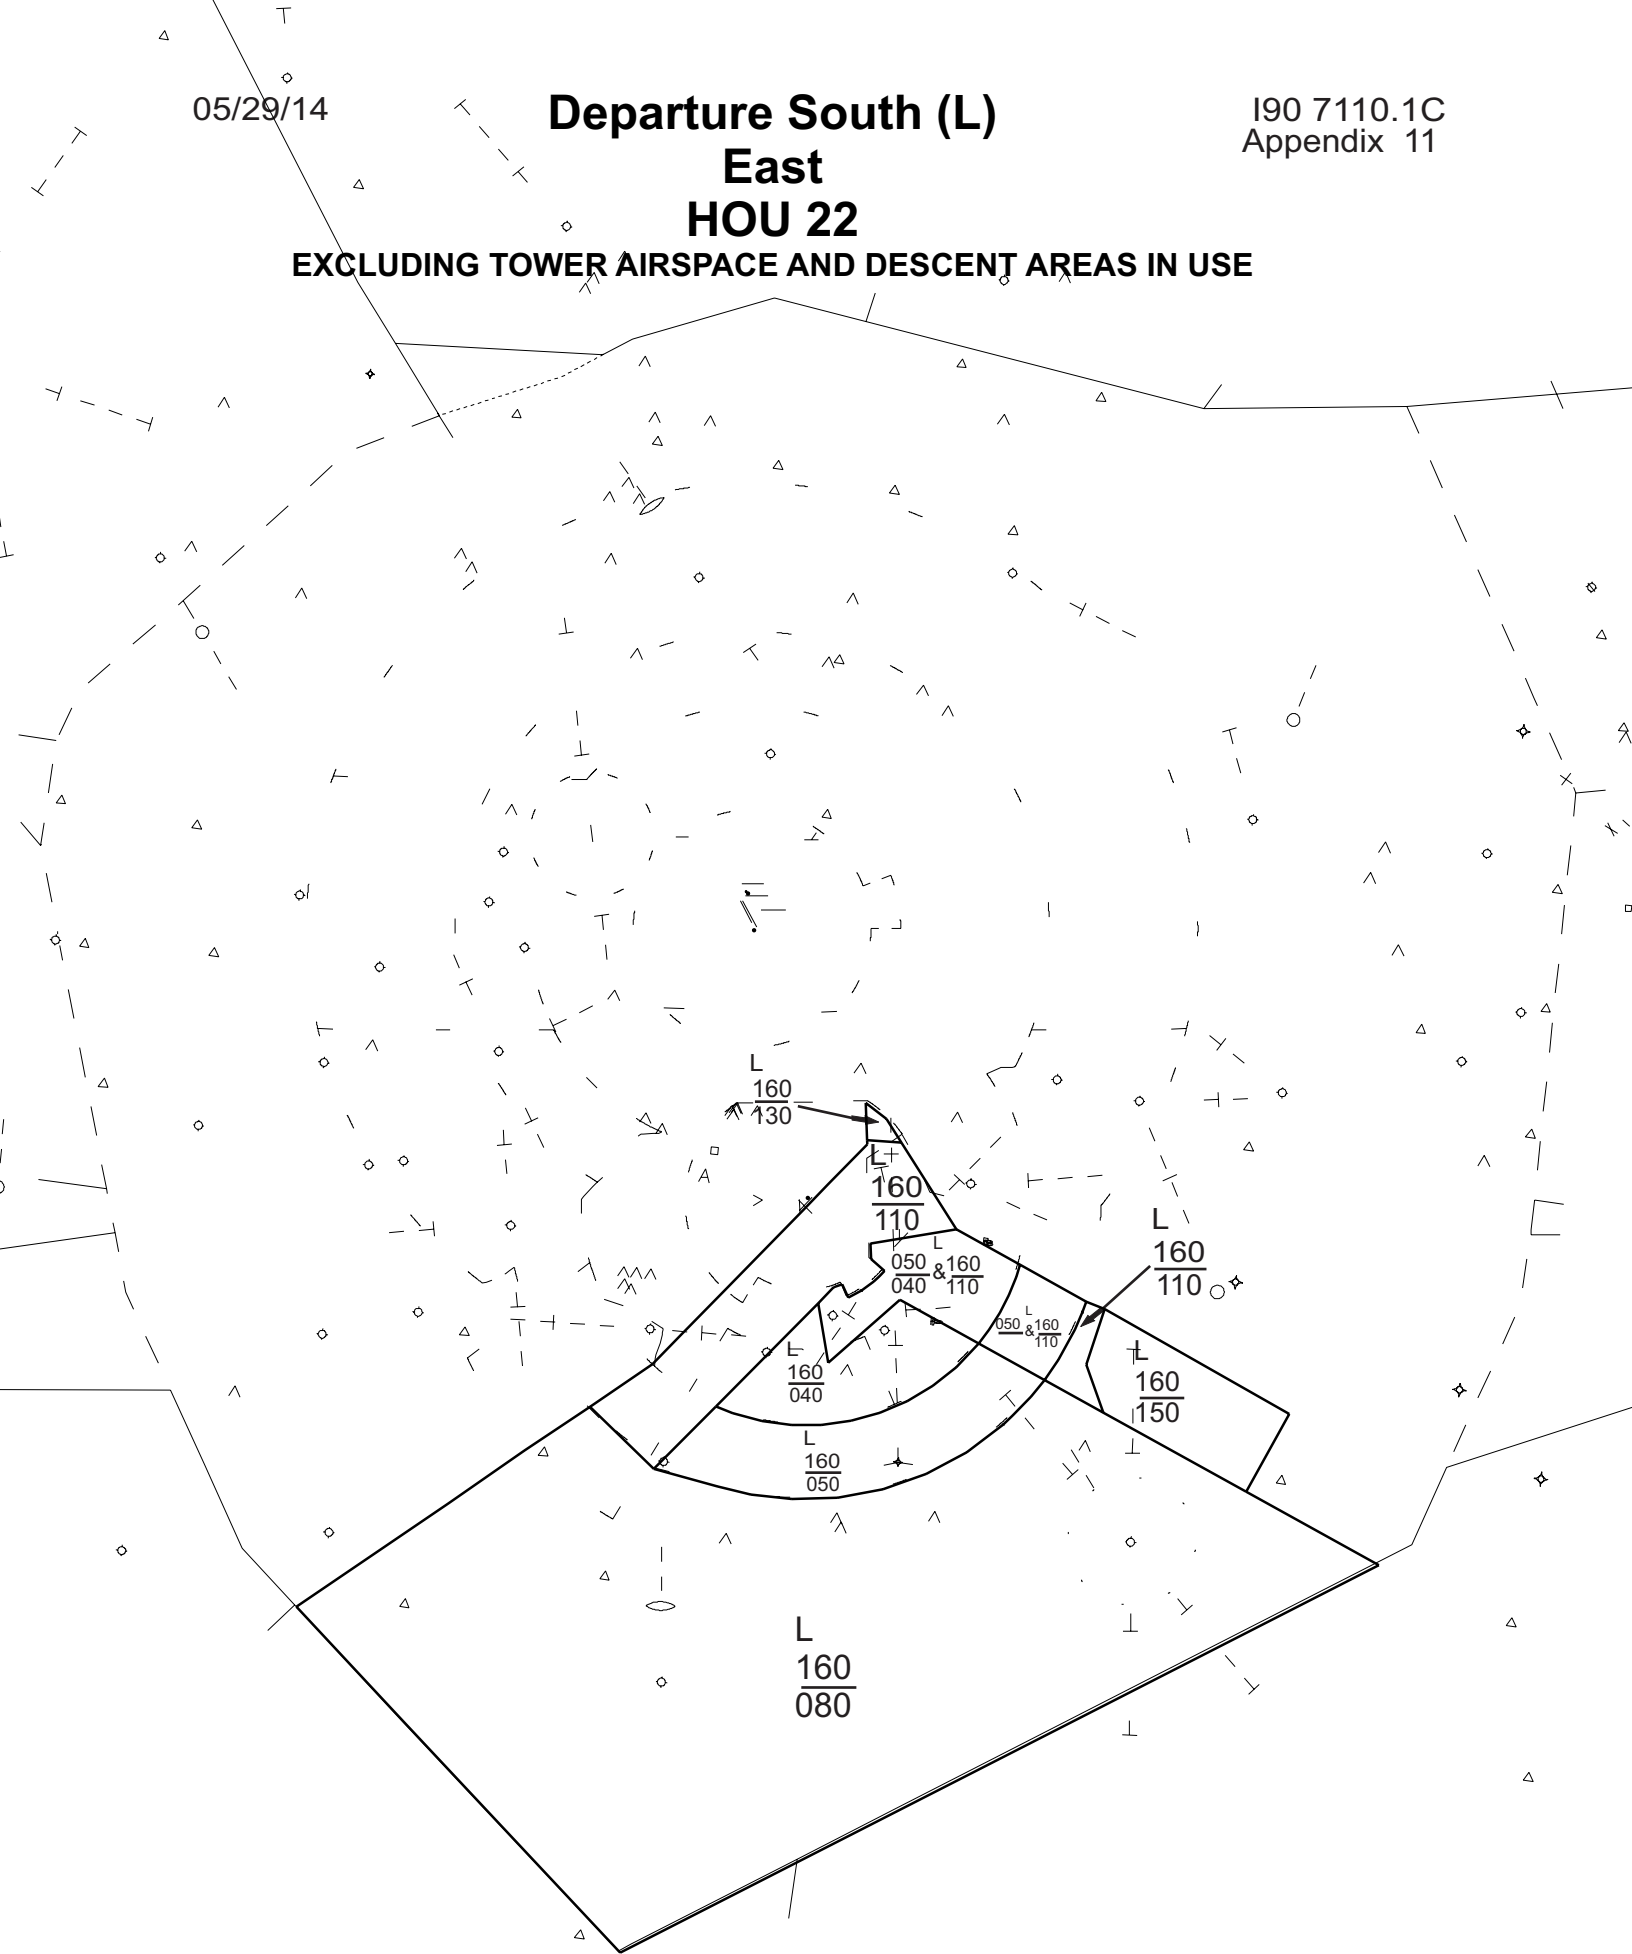 05/29/14
Departure South (L)
I90 7110.1C
Appendix 11
East
HOU 22
EXCLUDING TOWER AIRSPACE AND DESCENT AREAS IN USE
L
160
130
L
160
110
L
050 & 160
040 110
L
160
110
L
050 & 160
110
L
160
040
L
160
150
L
160
050
L
160
080